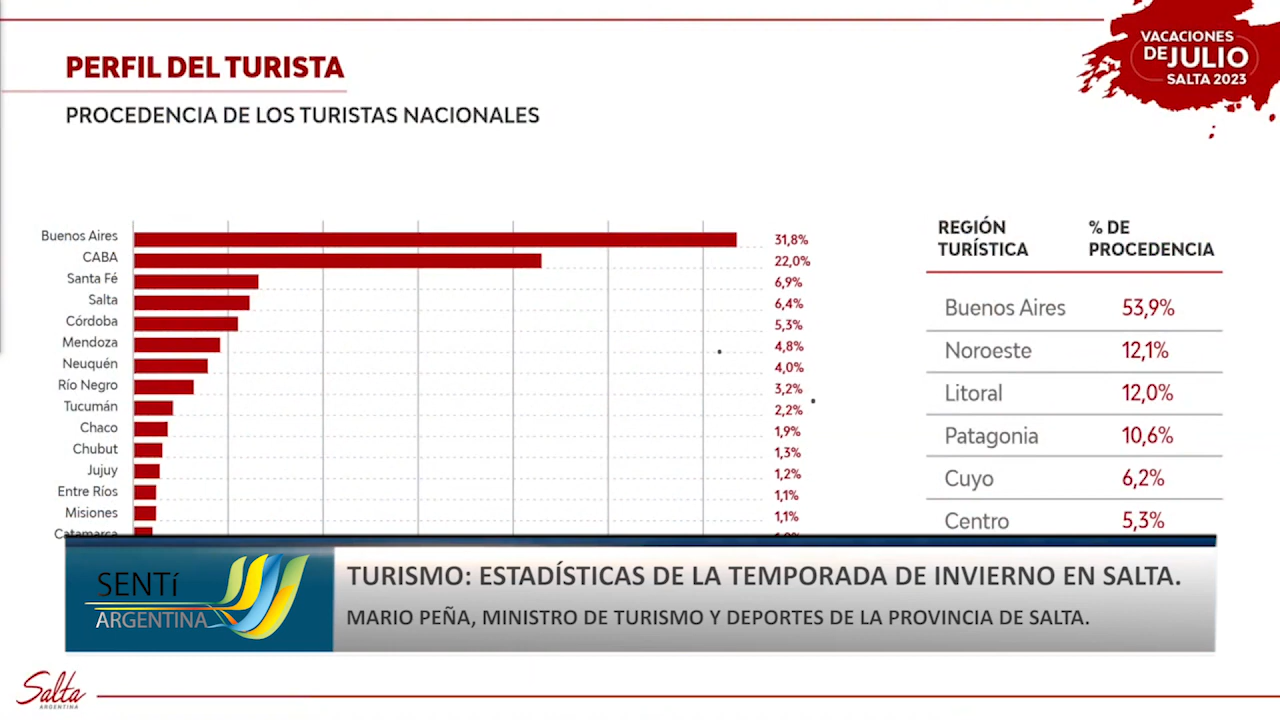 VACACIONES
DE JULIO
SALTA 2023
PERFIL DEL TURISTA
PROCEDENCIA DE LOS TURISTAS NACIONALES
Buenos Aires 31,8%
CABA 22,0%
Santa Fé 6,9%
Salta 6,4%
Córdoba 5,3%
Mendoza 4,8%
Neuquén 4,0%
Río Negro 3,2%
Tucumán 2,2%
Chaco 1,9%
Chubut 1,3%
Jujuy 1,2%
Entre Ríos 1,1%
Misiones 1,1%
Catamarca
REGIÓN TURÍSTICA
% DE PROCEDENCIA
Buenos Aires 53,9%
Noroeste 12,1%
Litoral 12,0%
Patagonia 10,6%
Cuyo 6,2%
Centro 5,3%
SENTí
ARGENTINA
TURISMO: ESTADÍSTICAS DE LA TEMPORADA DE INVIERNO EN SALTA.
MARIO PEÑA, MINISTRO DE TURISMO Y DEPORTES DE LA PROVINCIA DE SALTA.
Salta
ARGENTINA